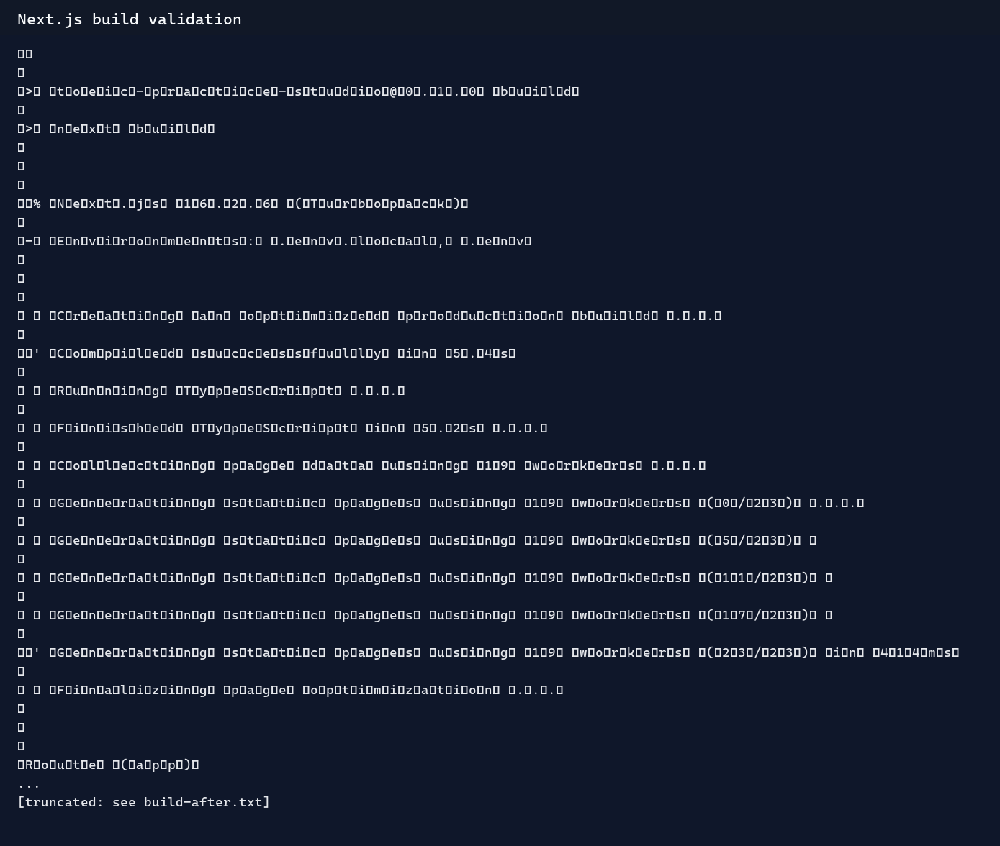 Next.js build validation
▯▯
▯
▯>▯ ▯t▯o▯e▯i▯c▯-▯p▯r▯a▯c▯t▯i▯c▯e▯-▯s▯t▯u▯d▯i▯o▯@▯0▯.▯1▯.▯0▯ ▯b▯u▯i▯l▯d▯
▯
▯>▯ ▯n▯e▯x▯t▯ ▯b▯u▯i▯l▯d▯
▯
▯
▯
▯▯% ▯N▯e▯x▯t▯.▯j▯s▯ ▯1▯6▯.▯2▯.▯6▯ ▯(▯T▯u▯r▯b▯o▯p▯a▯c▯k▯)▯
▯
▯-▯ ▯E▯n▯v▯i▯r▯o▯n▯m▯e▯n▯t▯s▯:▯ ▯.▯e▯n▯v▯.▯l▯o▯c▯a▯l▯,▯ ▯.▯e▯n▯v▯
▯
▯
▯
▯ ▯ ▯C▯r▯e▯a▯t▯i▯n▯g▯ ▯a▯n▯ ▯o▯p▯t▯i▯m▯i▯z▯e▯d▯ ▯p▯r▯o▯d▯u▯c▯t▯i▯o▯n▯ ▯b▯u▯i▯l▯d▯ ▯.▯.▯.▯
▯
▯▯' ▯C▯o▯m▯p▯i▯l▯e▯d▯ ▯s▯u▯c▯c▯e▯s▯s▯f▯u▯l▯l▯y▯ ▯i▯n▯ ▯5▯.▯4▯s▯
▯
▯ ▯ ▯R▯u▯n▯n▯i▯n▯g▯ ▯T▯y▯p▯e▯S▯c▯r▯i▯p▯t▯ ▯.▯.▯.▯
▯
▯ ▯ ▯F▯i▯n▯i▯s▯h▯e▯d▯ ▯T▯y▯p▯e▯S▯c▯r▯i▯p▯t▯ ▯i▯n▯ ▯5▯.▯2▯s▯ ▯.▯.▯.▯
▯
▯ ▯ ▯C▯o▯l▯l▯e▯c▯t▯i▯n▯g▯ ▯p▯a▯g▯e▯ ▯d▯a▯t▯a▯ ▯u▯s▯i▯n▯g▯ ▯1▯9▯ ▯w▯o▯r▯k▯e▯r▯s▯ ▯.▯.▯.▯
▯
▯ ▯ ▯G▯e▯n▯e▯r▯a▯t▯i▯n▯g▯ ▯s▯t▯a▯t▯i▯c▯ ▯p▯a▯g▯e▯s▯ ▯u▯s▯i▯n▯g▯ ▯1▯9▯ ▯w▯o▯r▯k▯e▯r▯s▯ ▯(▯0▯/▯2▯3▯)▯ ▯.▯.▯.▯
▯
▯ ▯ ▯G▯e▯n▯e▯r▯a▯t▯i▯n▯g▯ ▯s▯t▯a▯t▯i▯c▯ ▯p▯a▯g▯e▯s▯ ▯u▯s▯i▯n▯g▯ ▯1▯9▯ ▯w▯o▯r▯k▯e▯r▯s▯ ▯(▯5▯/▯2▯3▯)▯ ▯
▯
▯ ▯ ▯G▯e▯n▯e▯r▯a▯t▯i▯n▯g▯ ▯s▯t▯a▯t▯i▯c▯ ▯p▯a▯g▯e▯s▯ ▯u▯s▯i▯n▯g▯ ▯1▯9▯ ▯w▯o▯r▯k▯e▯r▯s▯ ▯(▯1▯1▯/▯2▯3▯)▯ ▯
▯
▯ ▯ ▯G▯e▯n▯e▯r▯a▯t▯i▯n▯g▯ ▯s▯t▯a▯t▯i▯c▯ ▯p▯a▯g▯e▯s▯ ▯u▯s▯i▯n▯g▯ ▯1▯9▯ ▯w▯o▯r▯k▯e▯r▯s▯ ▯(▯1▯7▯/▯2▯3▯)▯ ▯
▯
▯▯' ▯G▯e▯n▯e▯r▯a▯t▯i▯n▯g▯ ▯s▯t▯a▯t▯i▯c▯ ▯p▯a▯g▯e▯s▯ ▯u▯s▯i▯n▯g▯ ▯1▯9▯ ▯w▯o▯r▯k▯e▯r▯s▯ ▯(▯2▯3▯/▯2▯3▯)▯ ▯i▯n▯ ▯4▯1▯4▯m▯s▯
▯
▯ ▯ ▯F▯i▯n▯a▯l▯i▯z▯i▯n▯g▯ ▯p▯a▯g▯e▯ ▯o▯p▯t▯i▯m▯i▯z▯a▯t▯i▯o▯n▯ ▯.▯.▯.▯
▯
▯
▯
▯R▯o▯u▯t▯e▯ ▯(▯a▯p▯p▯)▯
...
[truncated: see build-after.txt]